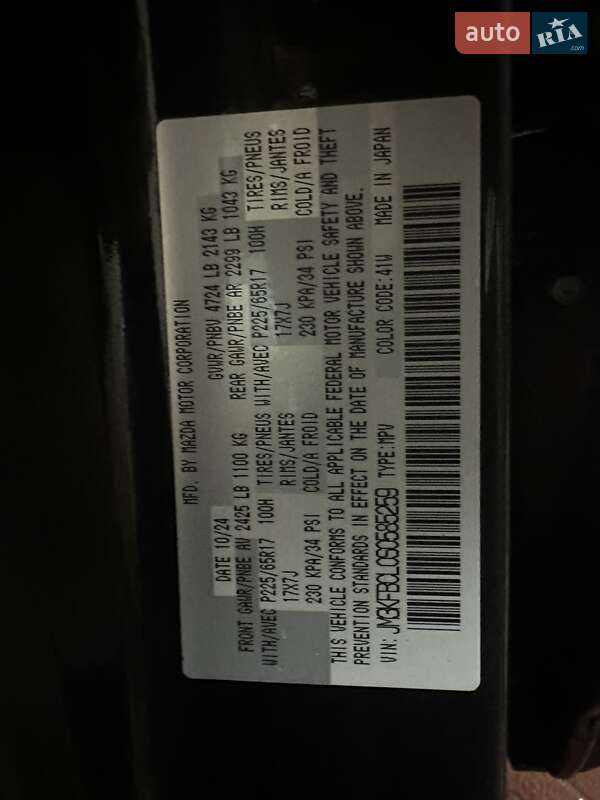 auto RIA
.com
MFD. BY MAZDA MOTOR CORPORATION
DATE 10/24 GVWR/PNBV 4724 LB 2143 KG
FRONT GAWR/PNBE AV 2425 LB 1100 KG REAR GAWR/PNBE AR 2299 LB 1043 KG
WITH/AVEC P225/65R17 100H TIRES/PNEUS WITH/AVEC P225/65R17 100H TIRES/PNEUS
17X7J RIMS/JANTES 17X7J RIMS/JANTES
230 KPA/34 PSI COLD/A FROID 230 KPA/34 PSI COLD/A FROID
THIS VEHICLE CONFORMS TO ALL APPLICABLE FEDERAL MOTOR VEHICLE SAFETY AND THEFT
PREVENTION STANDARDS IN EFFECT ON THE DATE OF MANUFACTURE SHOWN ABOVE.
VIN: JM3KFBCL0S0585259 TYPE:MPV COLOR CODE:41W MADE IN JAPAN